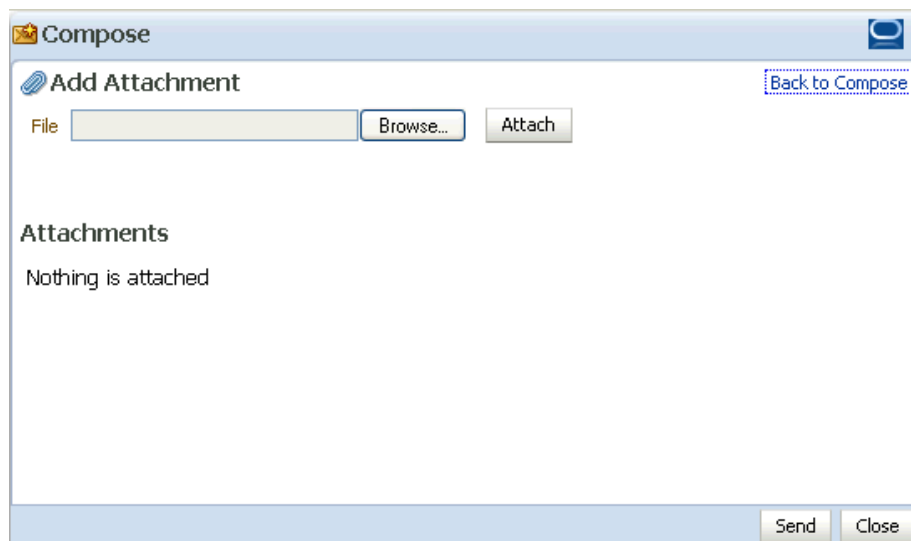 Compose
Add Attachment Back to Compose
File Browse... Attach
Attachments
Nothing is attached
Send Close